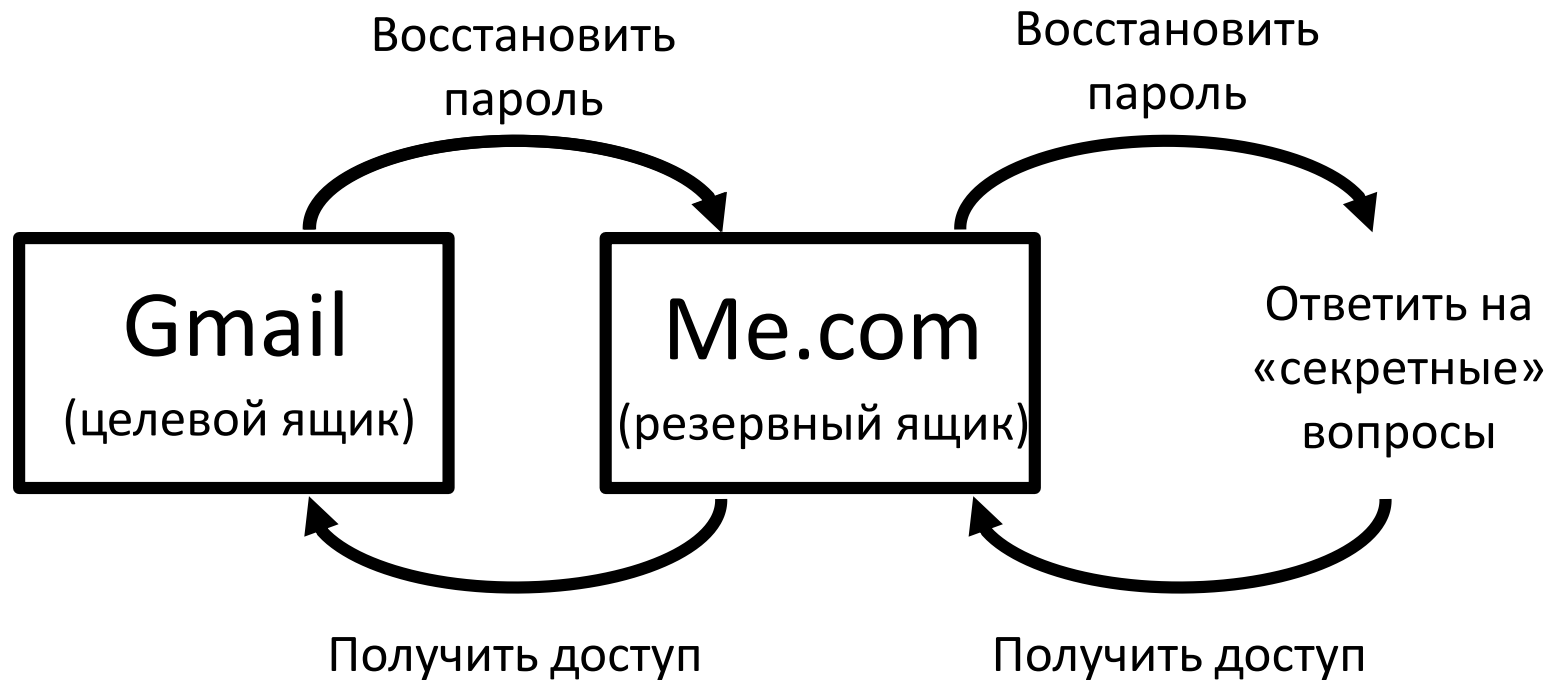 Восстановить
пароль
Восстановить
пароль
Gmail
(целевой ящик)
Me.com
(резервный ящик)
Ответить на
«секретные»
вопросы
Получить доступ
Получить доступ